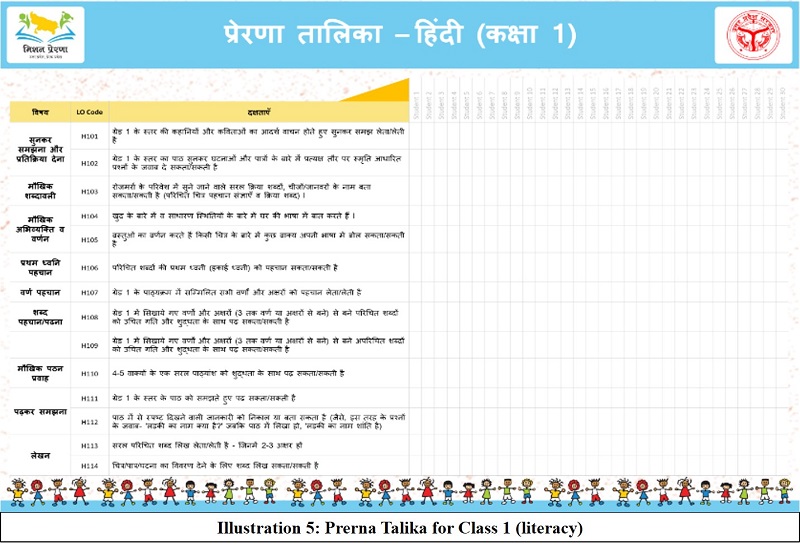 मिशन प्रेरणा
प्रेरणा तालिका – हिंदी (कक्षा 1)
Student 1 Student 2 Student 3 Student 4 Student 5 Student 6 Student 7 Student 8 Student 9 Student 10 Student 11 Student 12 Student 13 Student 14 Student 15 Student 16 Student 17 Student 18 Student 19 Student 20 Student 21 Student 22 Student 23 Student 24 Student 25 Student 26 Student 27 Student 28 Student 29 Student 30
विषय LO Code दक्षताएँ
सुनकर
समझना और
प्रतिक्रिया देना
H101 ग्रेड 1 के स्तर की कहानियों और कविताओं का आदर्श वाचन होते हुए सुनकर समझ लेता/लेती
है
H102 ग्रेड 1 के स्तर का पाठ सुनकर घटनाओं और पात्रों के बारे में प्रत्यक्ष तौर पर स्मृति आधारित
प्रश्नों के जवाब दे सकता/सकती है
मौखिक
शब्दावली
H103 रोजमर्रा के परिवेश में सुने जाने वाले सरल क्रिया शब्दों, चीजों/जानवरों के नाम बता
सकता/सकती है (परिचित चित्र पहचान संज्ञाएँ व क्रिया शब्द) ।
मौखिक
अभिव्यक्ति व
वर्णन
H104 खुद के बारे में व साधारण स्थितियों के बारे में घर की भाषा में बात करते हैं ।
H105 वस्तुओं का वर्णन करते हैं किसी चित्र के बारे में कुछ वाक्य अपनी भाषा में बोल सकता/सकती
है
प्रथम ध्वनि
पहचान
H106 परिचित शब्दों की प्रथम ध्वनी (इकाई ध्वनी) को पहचान सकता/सकती है
वर्ण पहचान H107 ग्रेड 1 के पाठ्यक्रम में सम्मिलित सभी वर्णों और अक्षरों को पहचान लेता/लेती है
शब्द
पहचान/पढना
H108 ग्रेड 1 में सिखाये गए वर्णों और अक्षरों (3 तक वर्ण या अक्षरों से बने) से बने परिचित शब्दों
को उचित गति और शुद्धता के साथ पढ़ सकता/सकती है
H109 ग्रेड 1 में सिखाये गए वर्णों और अक्षरों (3 तक वर्ण या अक्षरों से बने) से बने अपरिचित शब्दों
को उचित गति और शुद्धता के साथ पढ़ सकता/सकती है
मौखिक पठन
प्रवाह
H110 4-5 वाक्यों के एक सरल पाठ्यांश को शुद्धता के साथ पढ़ सकता/सकती है
पढ़कर समझना
H111 ग्रेड 1 के स्तर के पाठ को समझते हुए पढ़ सकता/सकती है
H112 पाठ में से स्पष्ट दिखने वाली जानकारी को निकाल या बता सकता है (जैसे, इस तरह के प्रश्नों
के जवाब- 'लड़की का नाम क्या है?' जबकि पाठ में लिखा हो, 'लड़की का नाम शांति है')
लेखन
H113 सरल परिचित शब्द लिख लेता/लेती है - जिनमें 2-3 अक्षर हों
H114 चित्र/पात्र/घटना का विवरण देने के लिए शब्द लिख सकता/सकती है
Illustration 5: Prerna Talika for Class 1 (literacy)